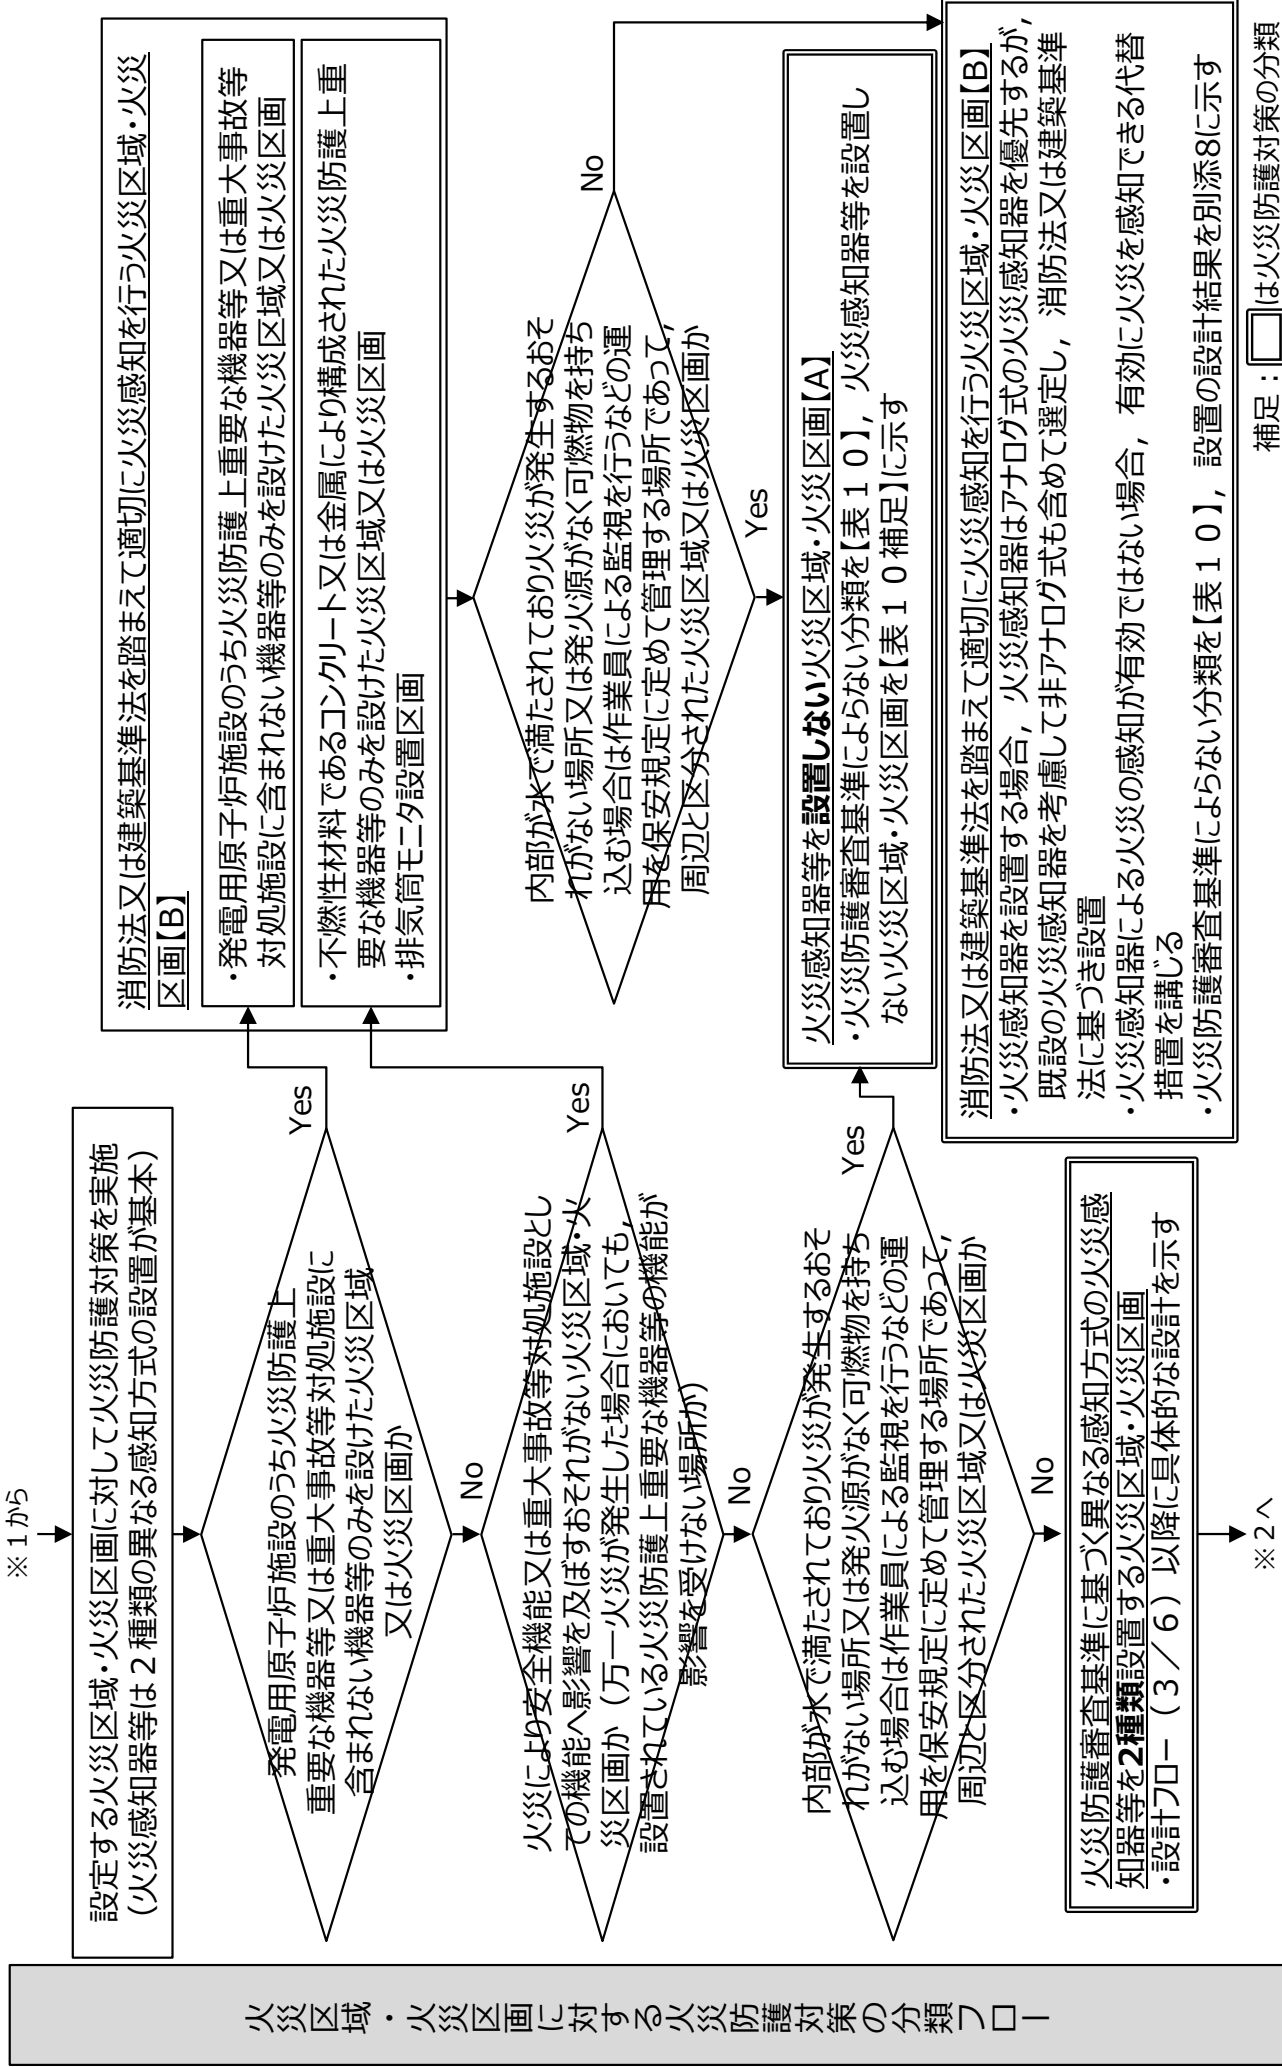 火災区域・火災区画に対する火災防護対策の分類フロー
※1から
設定する火災区域・火災区画に対して火災防護対策を実施
(火災感知器等は2種類の異なる感知方式の設置が基本)
発電用原子炉施設のうち火災防護上
重要な機器等又は重大事故等対処施設に
含まれない機器等のみを設けた火災区域
又は火災区画か
Yes
No
火災により安全機能又は重大事故等対処施設とし
ての機能へ影響を及ぼすおそれがない火災区域・火
災区画か(万一火災が発生した場合においても,
設置されている火災防護上重要な機器等の機能が
影響を受けない場所か)
Yes
No
内部が水で満たされており火災が発生するおそ
れがない場所又は発火源がなく可燃物を持ち
込む場合は作業員による監視を行うなどの運
用を保安規定に定めて管理する場所であって,
周辺と区分された火災区域又は火災区画か
Yes
No
火災防護審査基準に基づく異なる感知方式の火災感
知器等を2種類設置する火災区域・火災区画
・設計フロー(3/6)以降に具体的な設計を示す
※2へ
消防法又は建築基準法を踏まえて適切に火災感知を行う火災区域・火災
区画【B】
・発電用原子炉施設のうち火災防護上重要な機器等又は重大事故等
対処施設に含まれない機器等のみを設けた火災区域又は火災区画
・不燃性材料であるコンクリート又は金属により構成された火災防護上重
要な機器等のみを設けた火災区域又は火災区画
・排気筒モニタ設置区画
内部が水で満たされており火災が発生するおそ
れがない場所又は発火源がなく可燃物を持ち
込む場合は作業員による監視を行うなどの運
用を保安規定に定めて管理する場所であって,
周辺と区分された火災区域又は火災区画か
No
Yes
火災感知器等を設置しない火災区域・火災区画【A】
・火災防護審査基準によらない分類を【表10】,火災感知器等を設置し
ない火災区域・火災区画を【表10補足】に示す
消防法又は建築基準法を踏まえて適切に火災感知を行う火災区域・火災区画【B】
・火災感知器を設置する場合,火災感知器はアナログ式の火災感知器を優先するが,
既設の火災感知器を考慮して非アナログ式も含めて選定し,消防法又は建築基準
法に基づき設置
・火災感知器による火災の感知が有効ではない場合,有効に火災を感知できる代替
措置を講じる
・火災防護審査基準によらない分類を【表10】,設置の設計結果を別添8に示す
補足:□は火災防護対策の分類